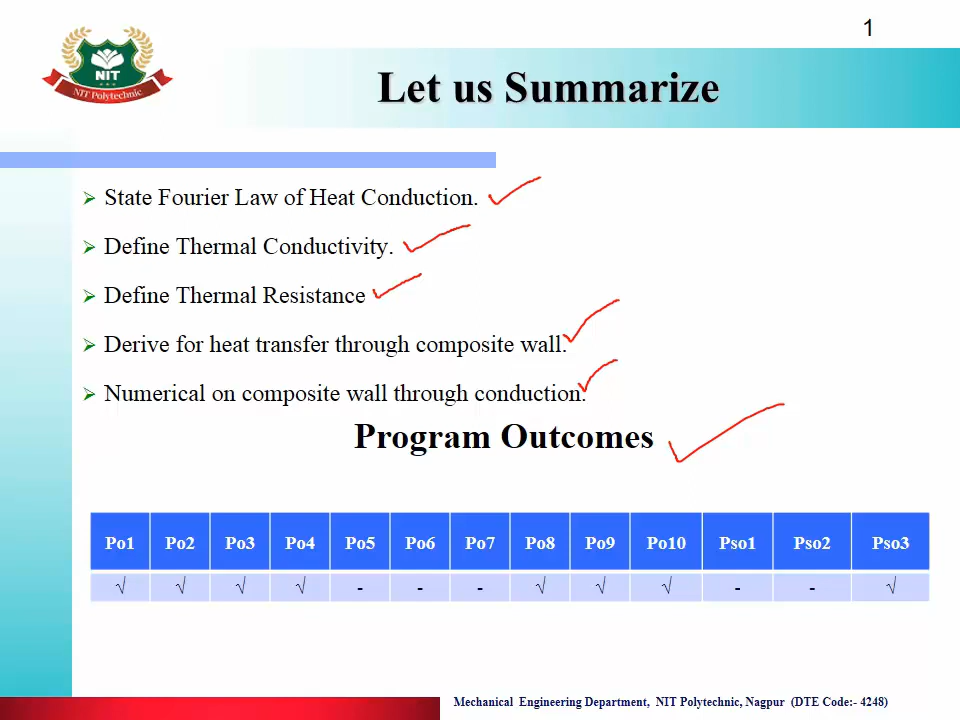 1
NIT
NIT Polytechnic
Let us Summarize
State Fourier Law of Heat Conduction.
Define Thermal Conductivity.
Define Thermal Resistance
Derive for heat transfer through composite wall.
Numerical on composite wall through conduction.
Program Outcomes
Po1 Po2 Po3 Po4 Po5 Po6 Po7 Po8 Po9 Po10 Pso1 Pso2 Pso3
√ √ √ √ - - - √ √ √ - - √
Mechanical Engineering Department, NIT Polytechnic, Nagpur (DTE Code:- 4248)